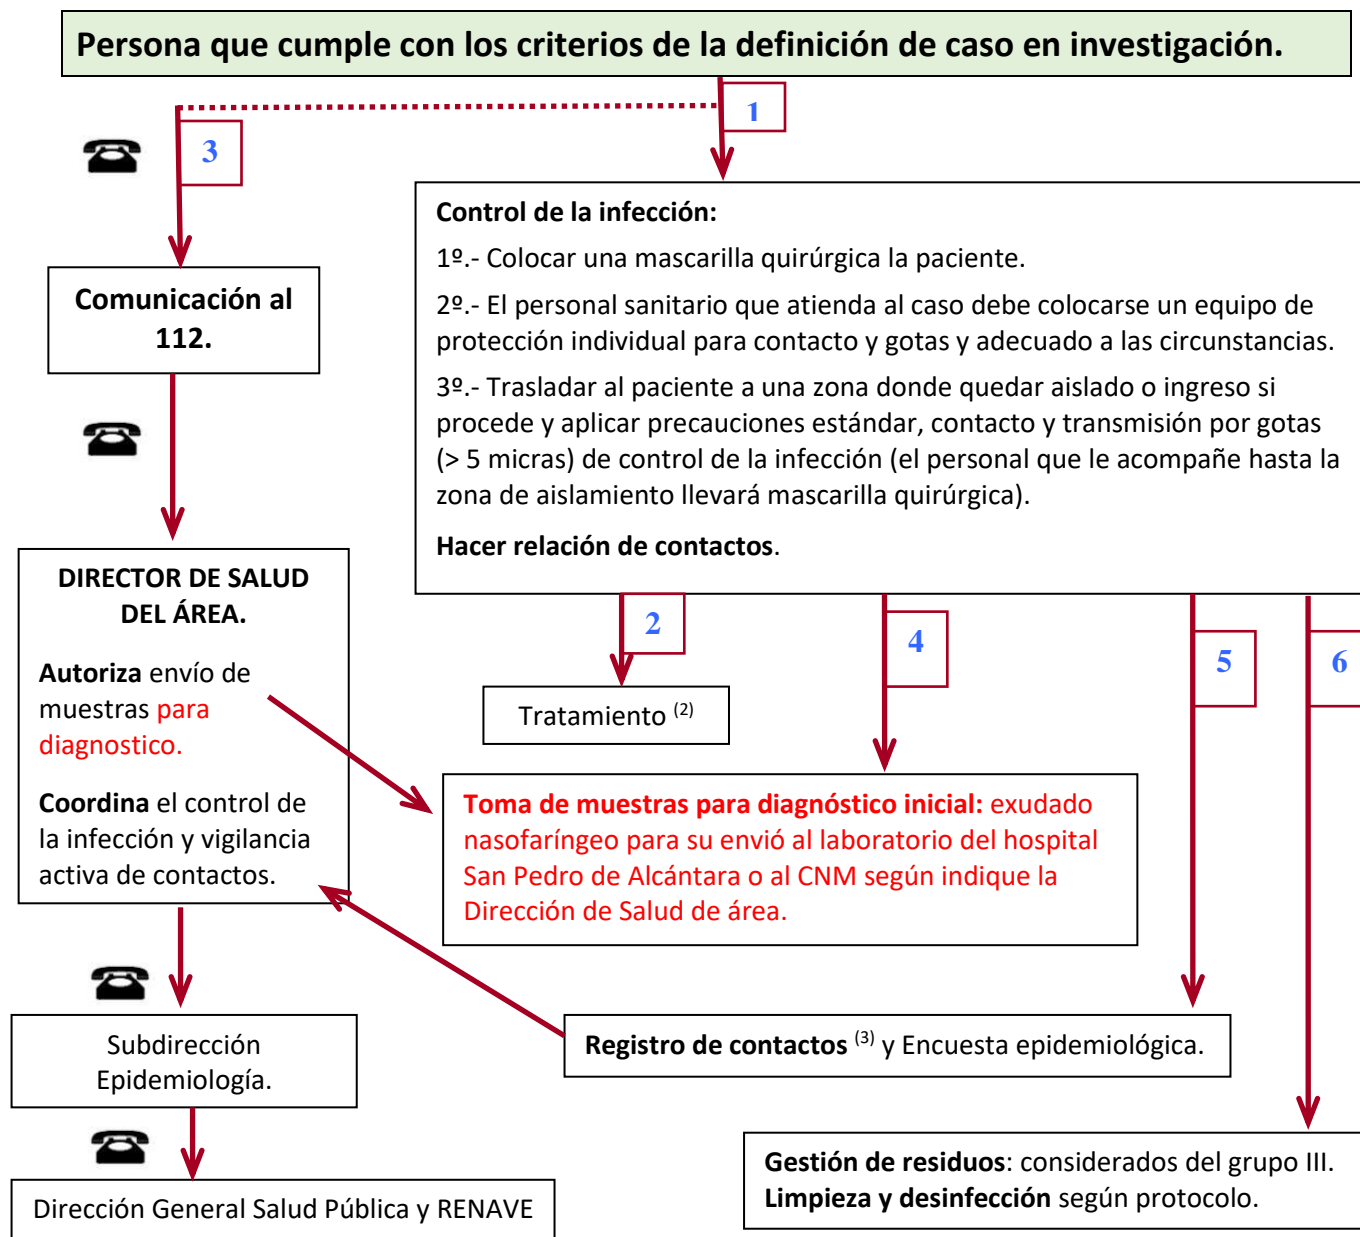 Persona que cumple con los criterios de la definición de caso en investigación.
1
3
Control de la infección:
1º.- Colocar una mascarilla quirúrgica la paciente.
2º.- El personal sanitario que atienda al caso debe colocarse un equipo de
protección individual para contacto y gotas y adecuado a las circunstancias.
3º.- Trasladar al paciente a una zona donde quedar aislado o ingreso si
procede y aplicar precauciones estándar, contacto y transmisión por gotas
(> 5 micras) de control de la infección (el personal que le acompañe hasta la
zona de aislamiento llevará mascarilla quirúrgica).
Hacer relación de contactos.
Comunicación al
112.
DIRECTOR DE SALUD
DEL ÁREA.
Autoriza envío de
muestras para
diagnostico.
Coordina el control de
la infección y vigilancia
activa de contactos.
2
4
5
6
Tratamiento (2)
Toma de muestras para diagnóstico inicial: exudado
nasofaríngeo para su envió al laboratorio del hospital
San Pedro de Alcántara o al CNM según indique la
Dirección de Salud de área.
Registro de contactos (3) y Encuesta epidemiológica.
Subdirección
Epidemiología.
Dirección General Salud Pública y RENAVE
Gestión de residuos: considerados del grupo III.
Limpieza y desinfección según protocolo.